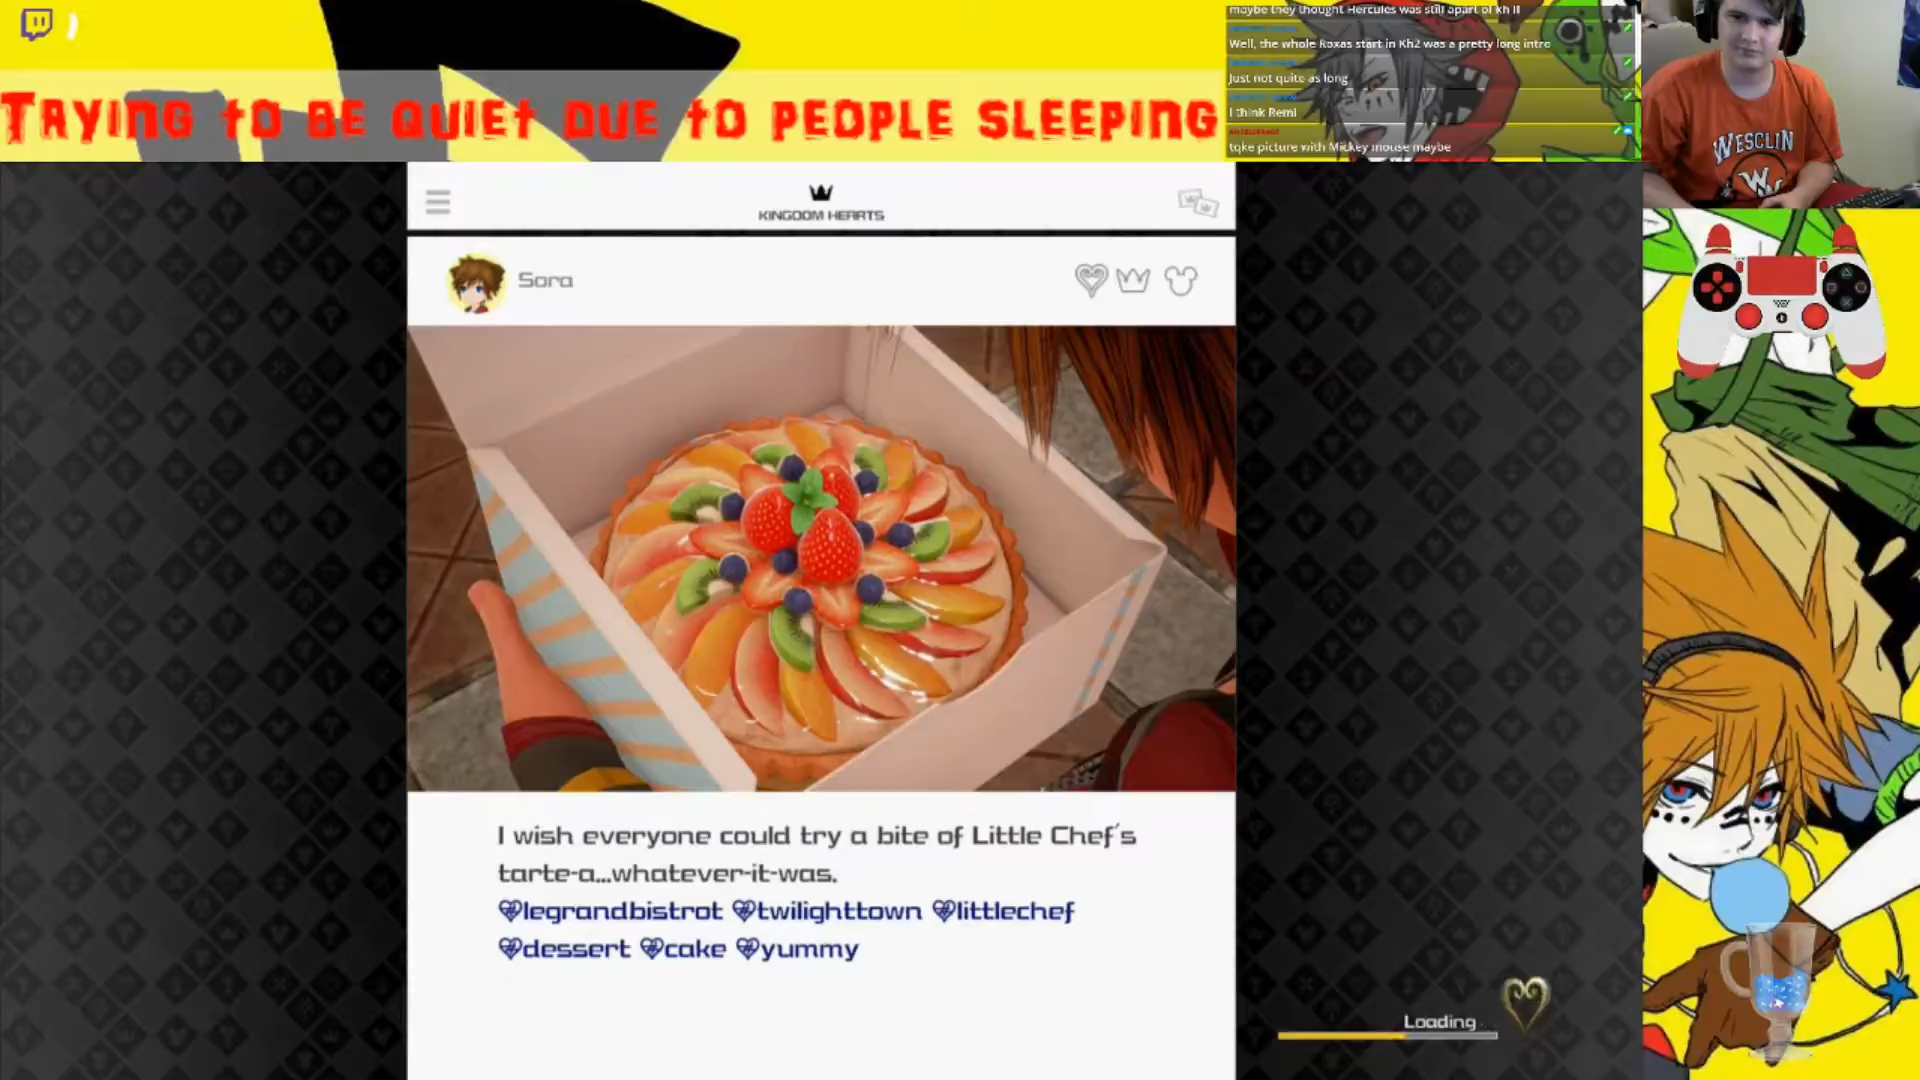 maybe they thought Hercules was still apart of kh II
Well, the whole Roxas start in Kh2 was a pretty long intro
Just not quite as long
I think Remi
tqke picture with Mickey mouse maybe
Trying to be quiet due to people sleeping
WESCLIN
W
KINGDOM HEARTS
Sora
I wish everyone could try a bite of Little Chef's
tarte-a...whatever-it-was.
legrandbistrot twilighttown littlechef
dessert cake yummy
Loading